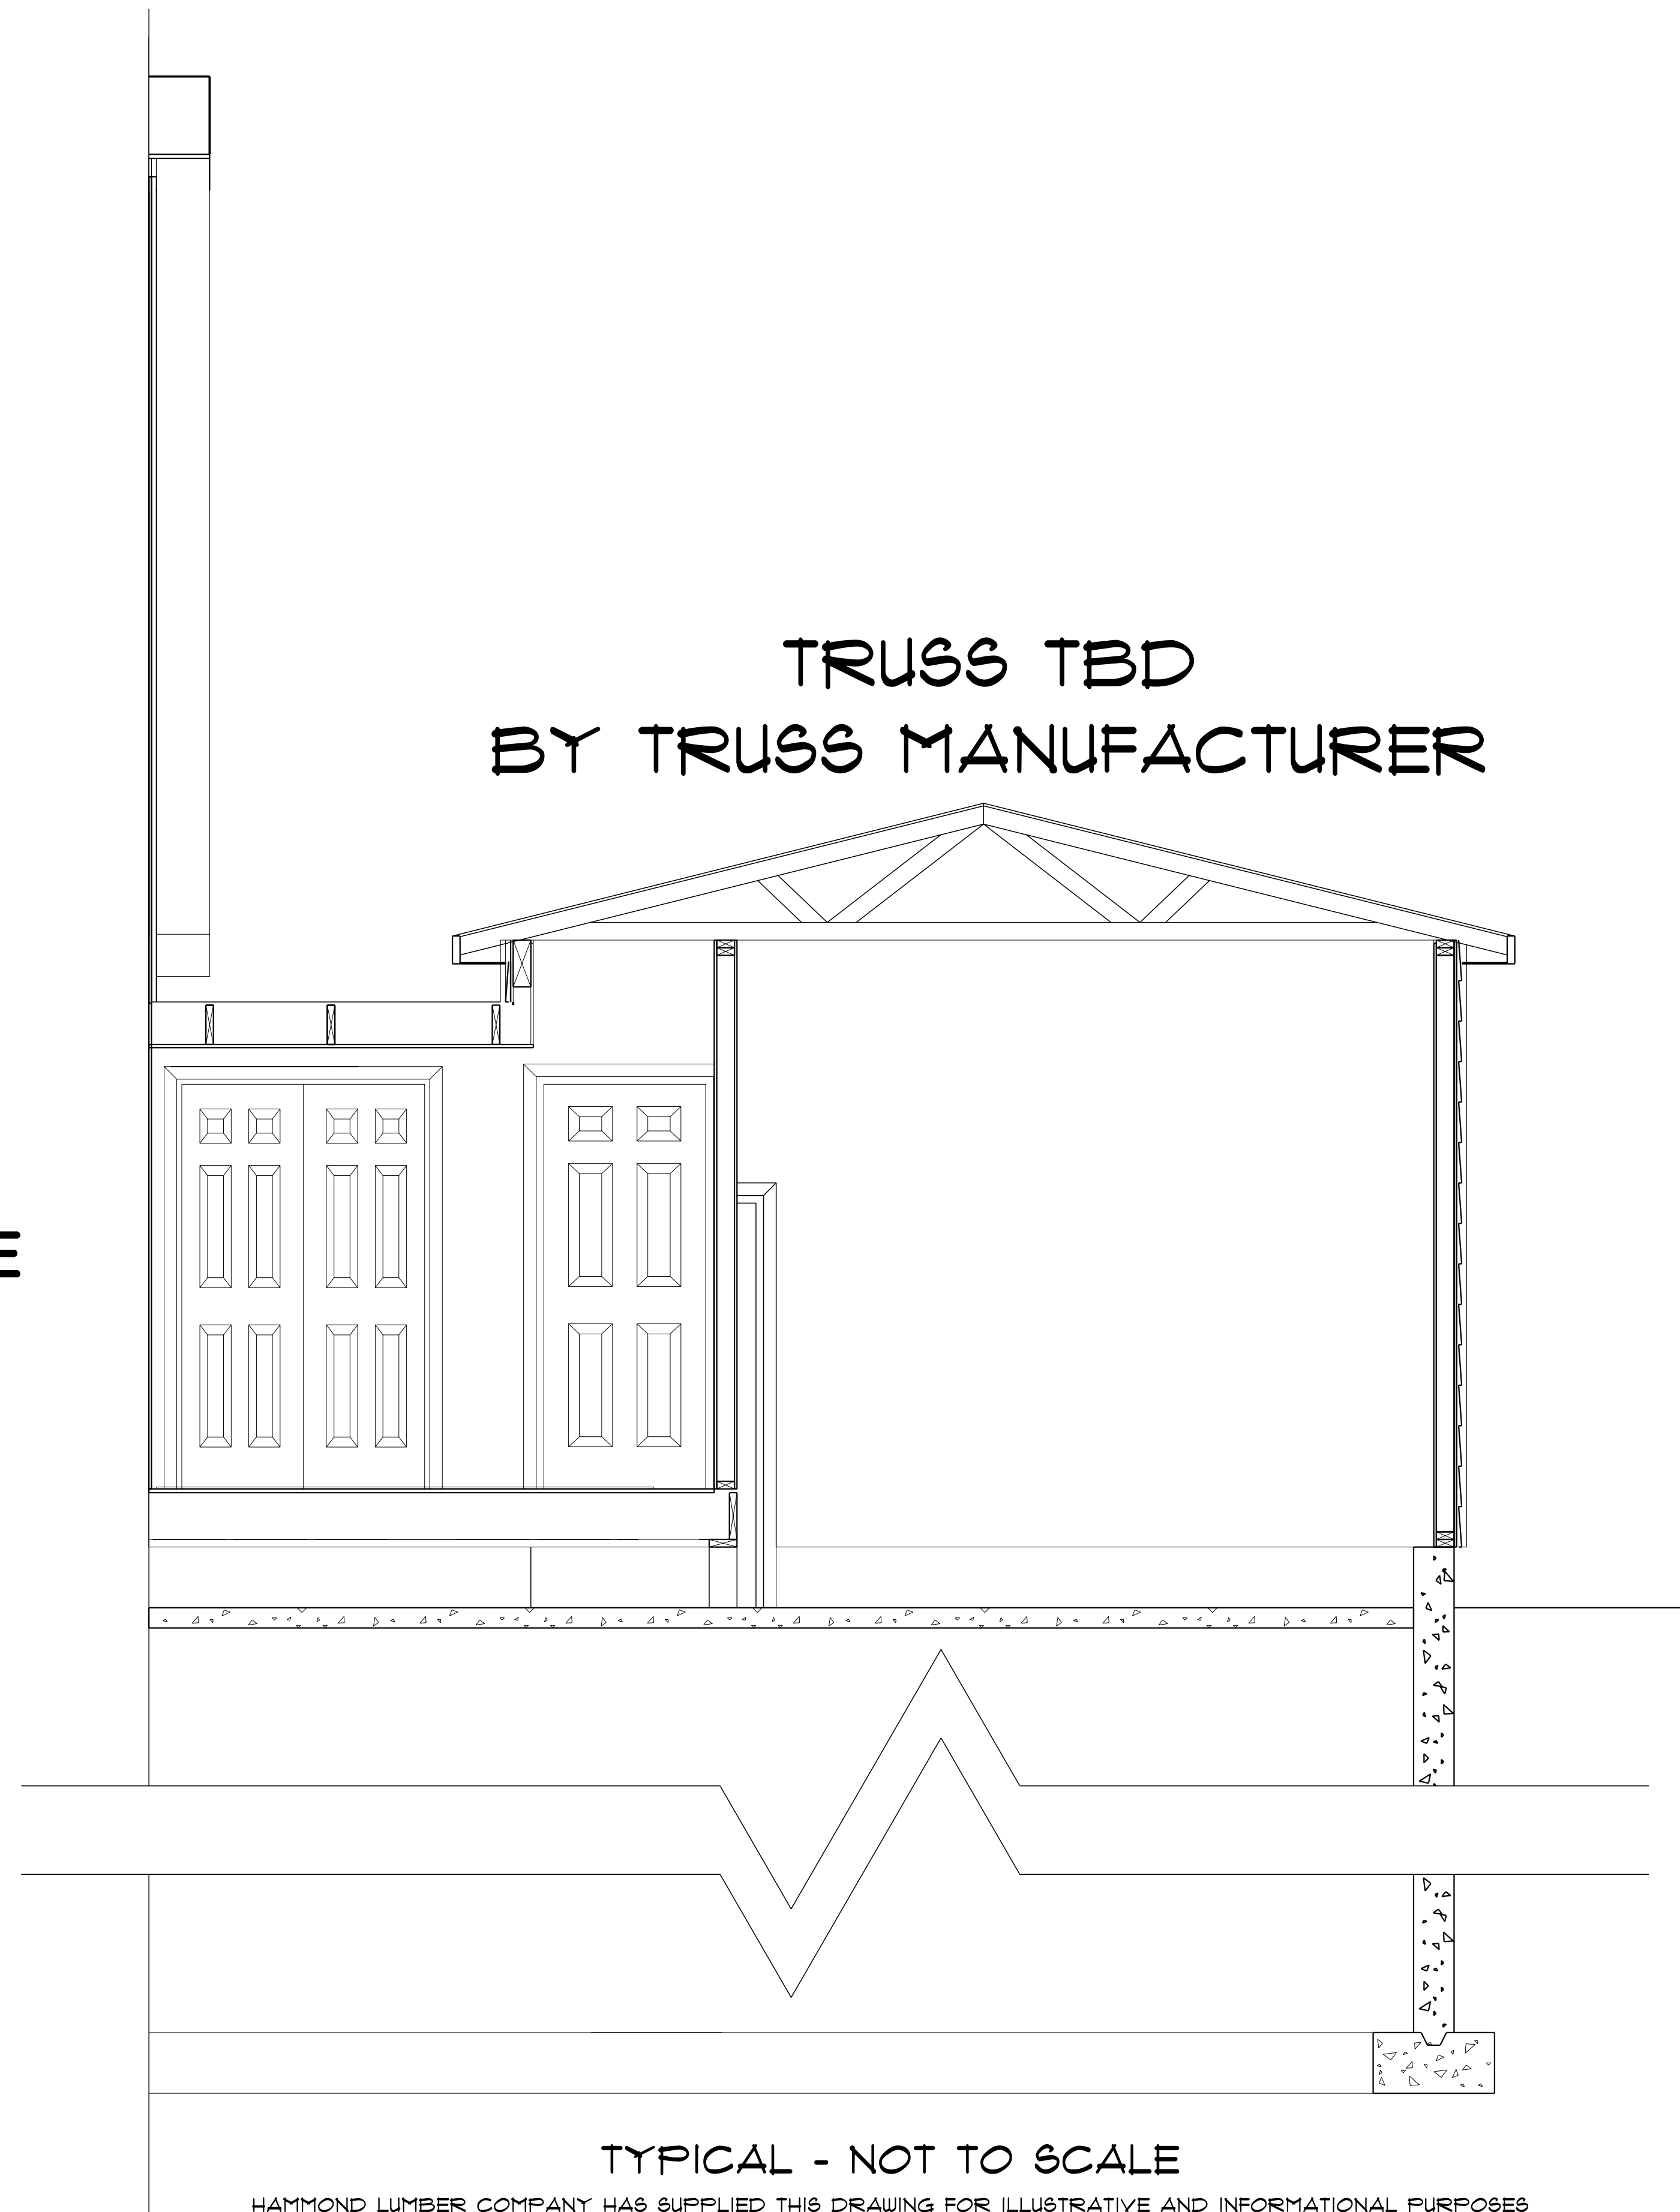 TRUSS TBD
BY TRUSS MANUFACTURER
E
TYPICAL - NOT TO SCALE
HAMMOND LUMBER COMPANY HAS SUPPLIED THIS DRAWING FOR ILLUSTRATIVE AND INFORMATIONAL PURPOSES